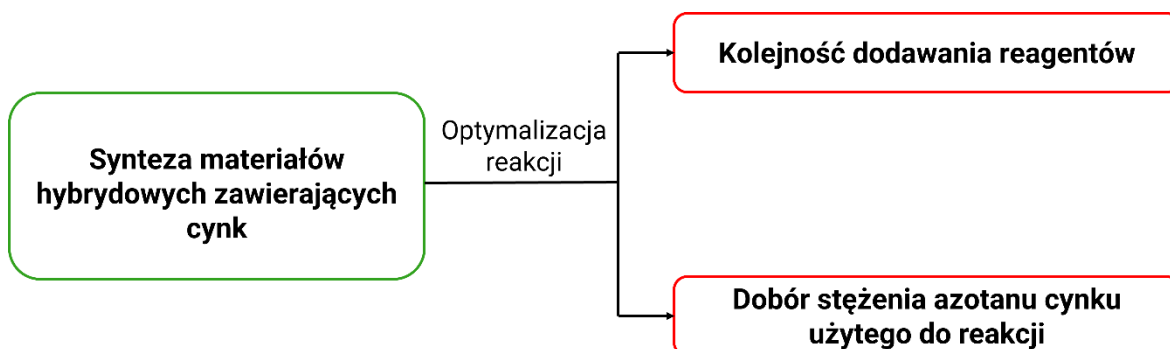 Kolejność dodawania reagentów
Optymalizacja
reakcji
Synteza materiałów
hybrydowych zawierających
cynk
Dobór stężenia azotanu cynku
użytego do reakcji